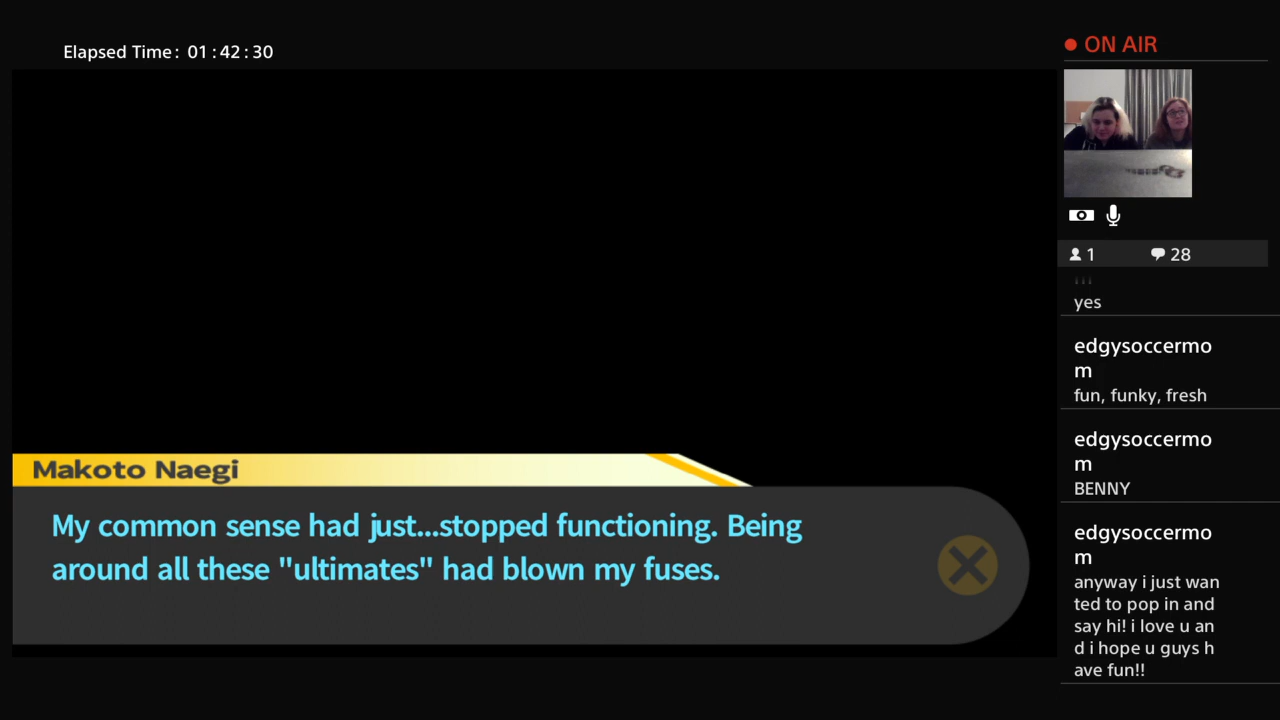 Elapsed Time: 01:42:30
ON AIR
1 28
yes
edgysoccermo
m
fun, funky, fresh
edgysoccermo
m
BENNY
edgysoccermo
m
anyway i just wan
ted to pop in and
say hi! i love u an
d i hope u guys h
ave fun!!
Makoto Naegi
My common sense had just...stopped functioning. Being
around all these "ultimates" had blown my fuses.